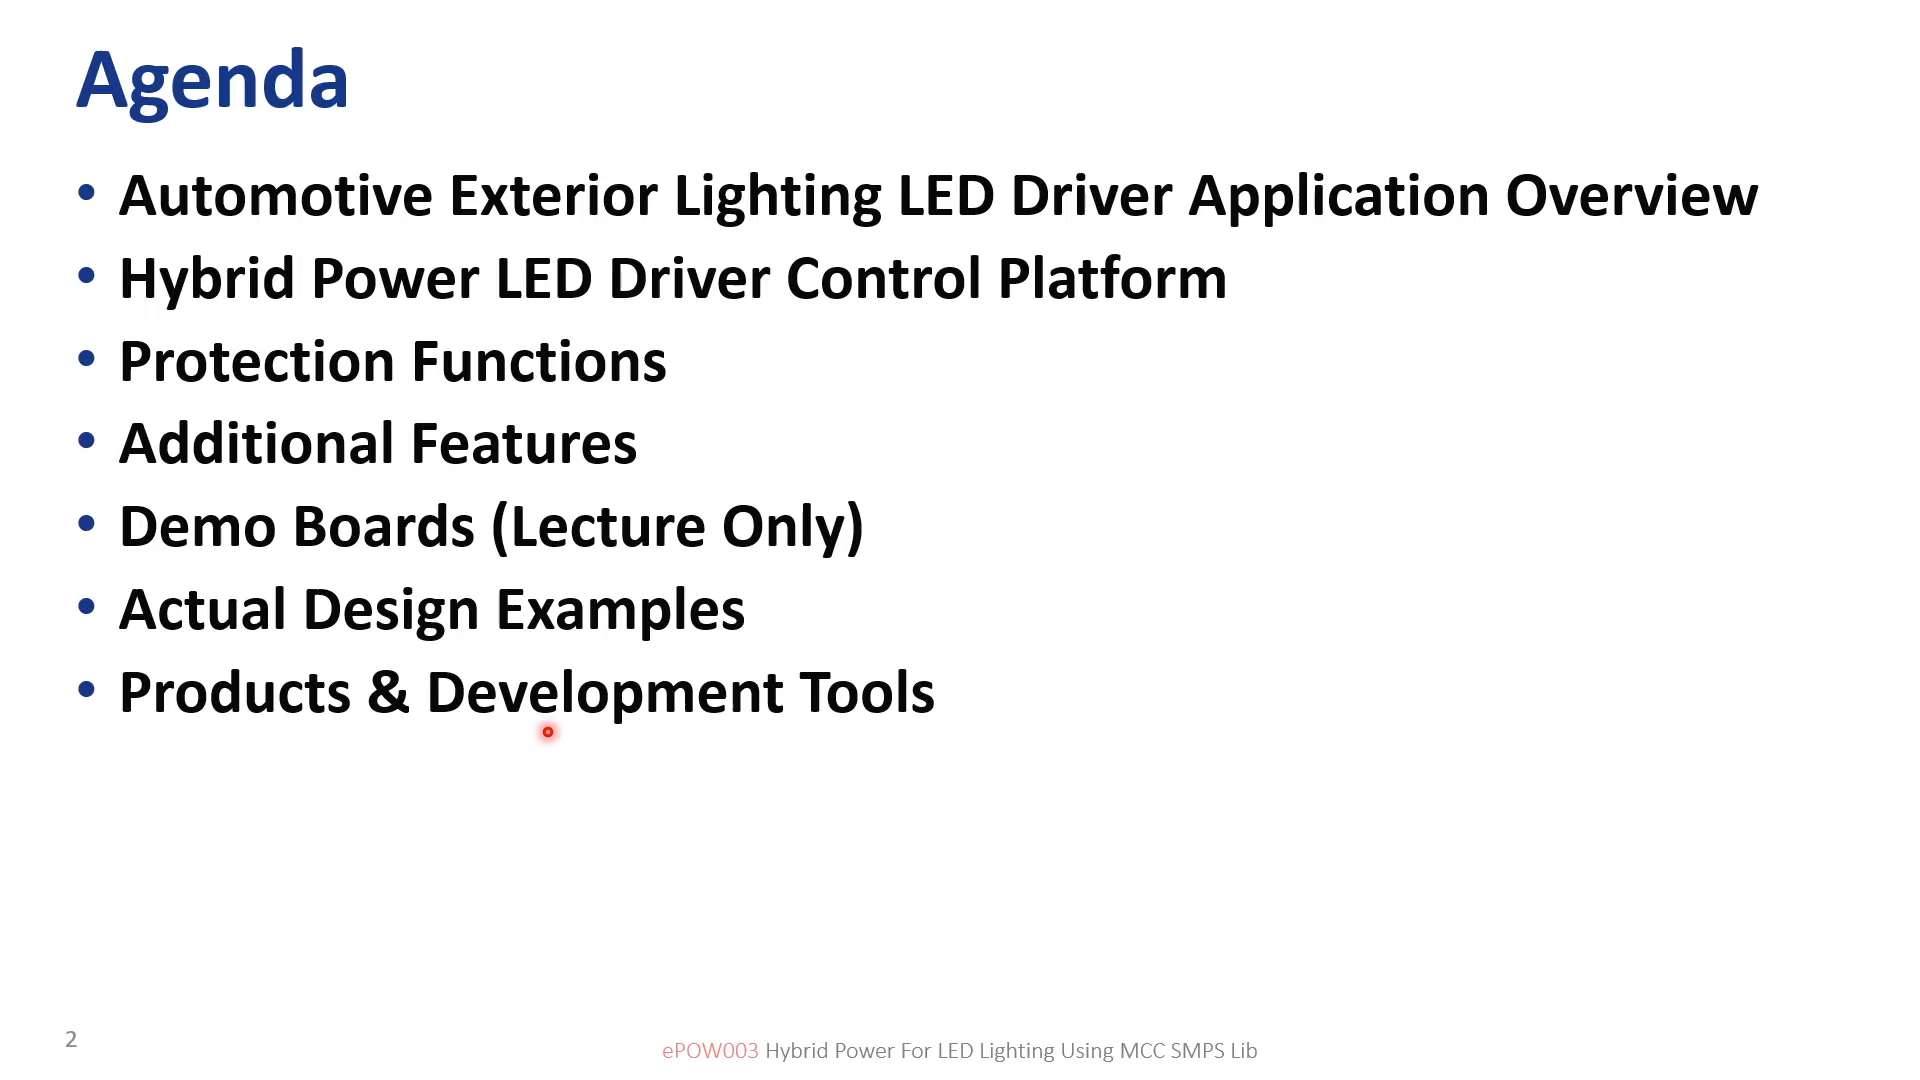 Agenda
• Automotive Exterior Lighting LED Driver Application Overview
• Hybrid Power LED Driver Control Platform
• Protection Functions
• Additional Features
• Demo Boards (Lecture Only)
• Actual Design Examples
• Products & Development Tools
2
ePOW003 Hybrid Power For LED Lighting Using MCC SMPS Lib